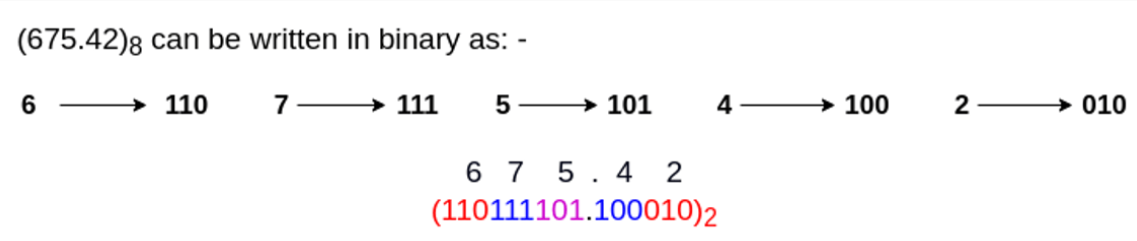 (675.42)8 can be written in binary as: -
6 → 110 7 → 111 5 → 101 4 → 100 2 → 010
6 7 5 . 4 2
(110111101.100010)2